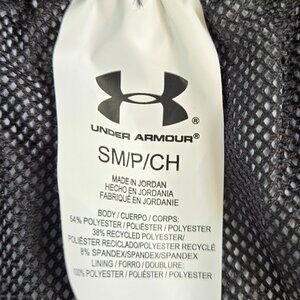 ®
UNDER ARMOUR®
SM/P/CH
MADE IN JORDAN
HECHO EN JORDANIA
FABRIQUÉ EN JORDANIE
BODY / CUERPO / CORPS:
54% POLYESTER / POLIÉSTER / POLYESTER
38% RECYCLED POLYESTER/
POLIÉSTER RECICLADO/POLYESTER RECYCLÉ
8% SPANDEX/SPANDEX/SPANDEX
LINING / FORRO / DOUBLURE:
100% POLYESTER / POLIÉSTER / POLYESTER